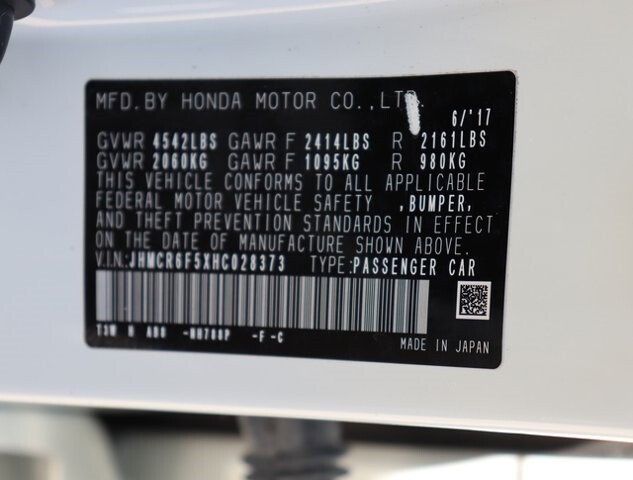 MFD.BY HONDA MOTOR CO.,LTD
6/'17
GVWR 4542LBS GAWR F 2414LBS R 2161LBS
GVWR 2060KG GAWR F 1095KG R 980KG
THIS VEHICLE CONFORMS TO ALL APPLICABLE
FEDERAL MOTOR VEHICLE SAFETY ,BUMPER,
AND THEFT PREVENTION STANDARDS IN EFFECT
ON THE DATE OF MANUFACTURE SHOWN ABOVE.
V.I.N:JHMCR6F5XHC028373 TYPE:PASSENGER CAR
-NH788P -F -C
MADE IN JAPAN